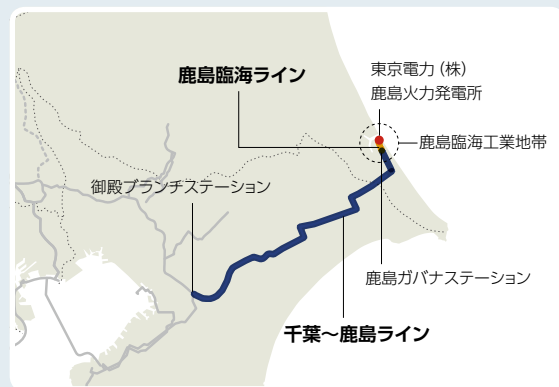 鹿島臨海ライン
東京電力（株）
鹿島火力発電所
鹿島臨海工業地帯
御殿ブランチステーション
鹿島ガバナステーション
千葉～鹿島ライン